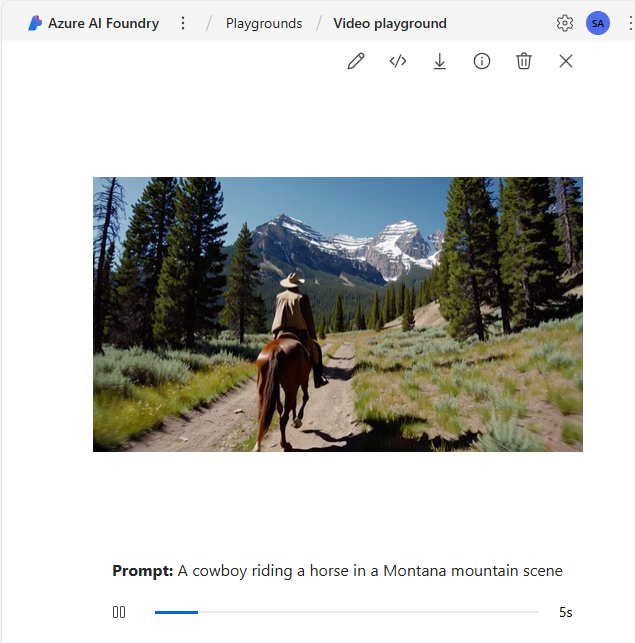 Azure AI Foundry / Playgrounds / Video playground SA
Prompt: A cowboy riding a horse in a Montana mountain scene
5s